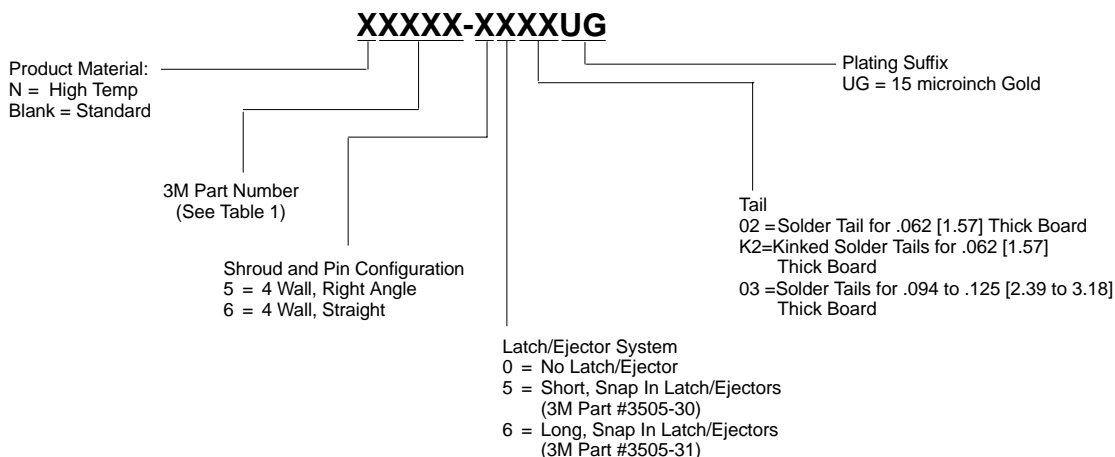 XXXXX-XXXXUG
Product Material:
N = High Temp
Blank = Standard
Plating Suffix
UG = 15 microinch Gold
3M Part Number
(See Table 1)
Tail
02 =Solder Tail for .062 [1.57] Thick Board
K2=Kinked Solder Tails for .062 [1.57]
Thick Board
03 =Solder Tails for .094 to .125 [2.39 to 3.18]
Thick Board
Shroud and Pin Configuration
5 = 4 Wall, Right Angle
6 = 4 Wall, Straight
Latch/Ejector System
0 = No Latch/Ejector
5 = Short, Snap In Latch/Ejectors
(3M Part #3505-30)
6 = Long, Snap In Latch/Ejectors
(3M Part #3505-31)